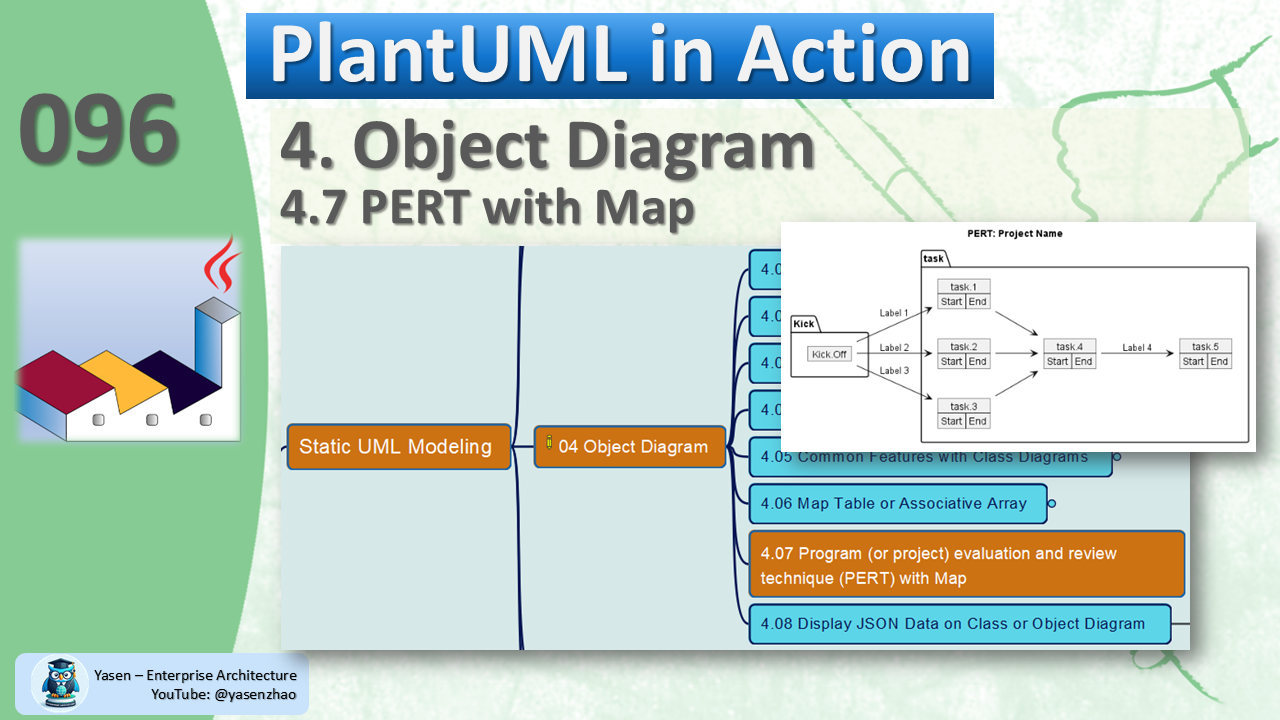 PlantUML in Action
096
4. Object Diagram
4.7 PERT with Map
PERT: Project Name
task
task.1
Start End
Label 1
Kick
Kick.Off
Label 2
task.2
Start End
task.4
Start End
Label 4
task.5
Start End
Label 3
task.3
Start End
4.0
4.0
4.0
4.0
Static UML Modeling
04 Object Diagram
4.05 Common Features with Class Diagrams
4.06 Map Table or Associative Array
4.07 Program (or project) evaluation and review
technique (PERT) with Map
4.08 Display JSON Data on Class or Object Diagram
Yasen – Enterprise Architecture
YouTube: @yasenzhao